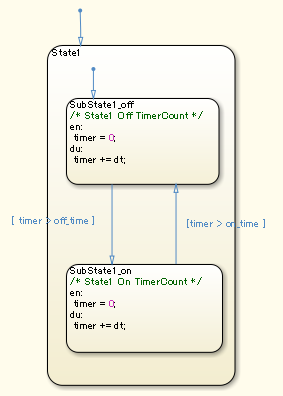 State1
SubState1_off
/* State1 Off TimerCount */
en:
timer = 0;
du:
timer += dt;
[ timer > off_time ]
[timer > on_time ]
SubState1_on
/* State1 On TimerCount */
en:
timer = 0;
du:
timer += dt;